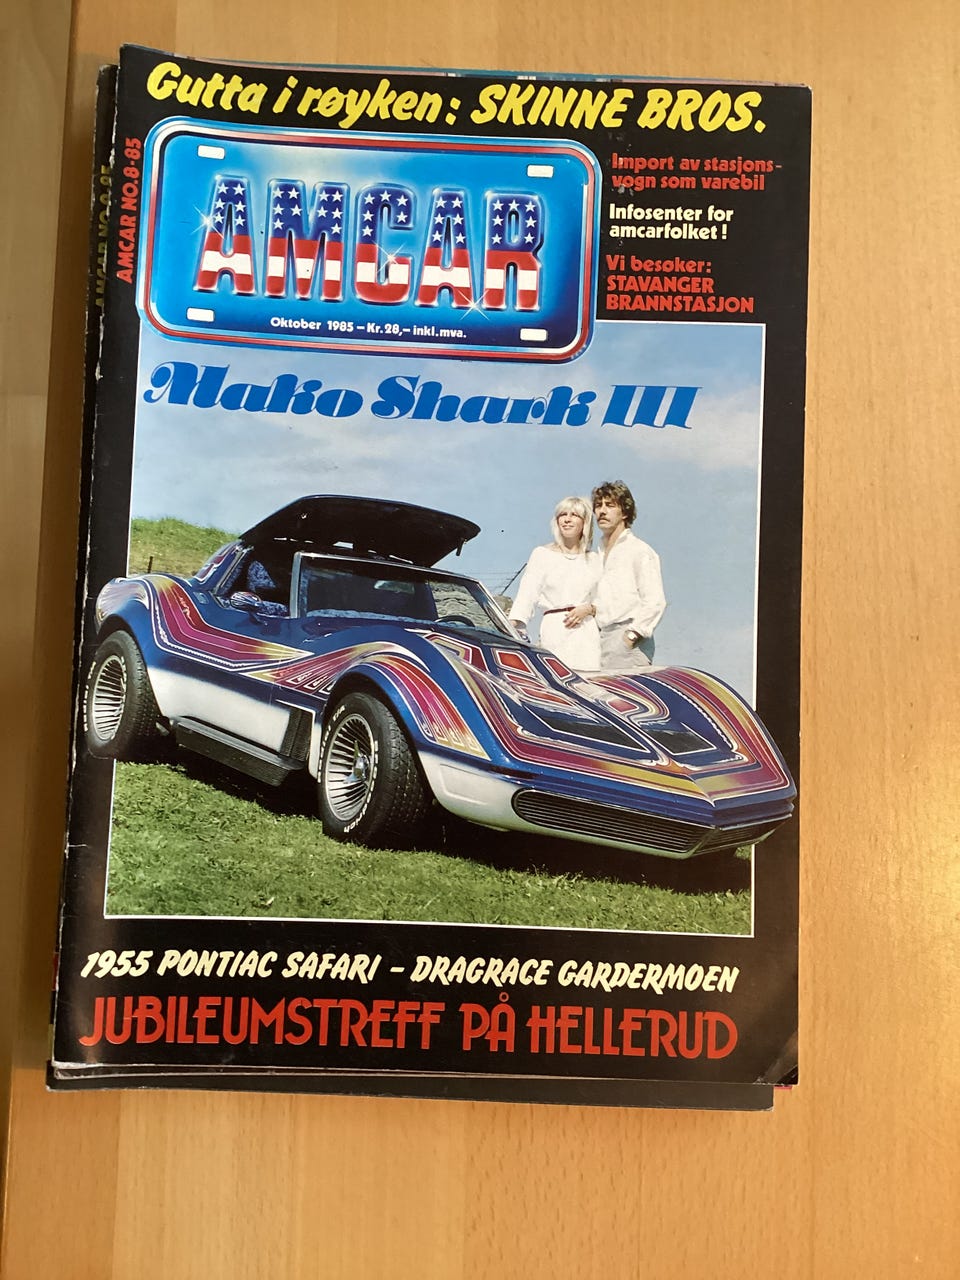 Gutta i røyken: SKINNE BROS.
AMCAR NO.8-85
AMCAR
Oktober 1985 – Kr. 28,– inkl. mva.
Import av stasjons-
vogn som varebil
Infosenter for
amcarfolket!
Vi besøker:
STAVANGER
BRANNSTASJON
Mako Shark III
1955 PONTIAC SAFARI – DRAGRACE GARDERMOEN
JUBILEUMSTREFF PÅ HELLERUD